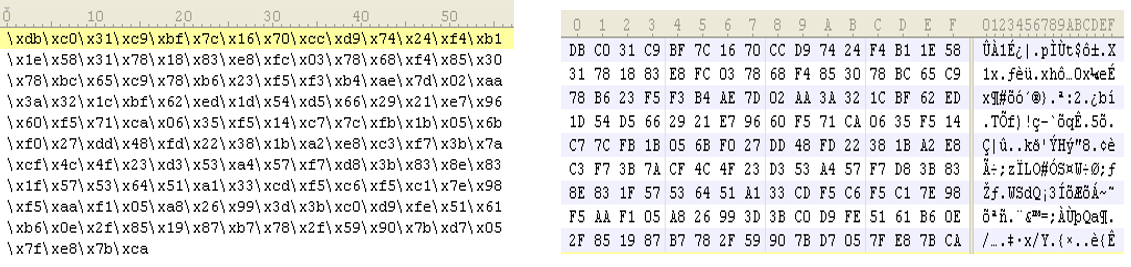 0 10 20 30 40 50
\xdb\xc0\x31\xc9\xbf\x7c\x16\x70\xcc\xd9\x74\x24\xf4\xb1
\x1e\x58\x31\x78\x18\x83\xe8\xfc\x03\x78\x68\xf4\x85\x30
\x78\xbc\x65\xc9\x78\xb6\x23\xf5\xf3\xb4\xae\x7d\x02\xaa
\x3a\x32\x1c\xbf\x62\xed\x1d\x54\xd5\x66\x29\x21\xe7\x96
\x60\xf5\x71\xca\x06\x35\xf5\x14\xc7\x7c\xfb\x1b\x05\x6b
\xf0\x27\xdd\x48\xfd\x22\x38\x1b\xa2\xe8\xc3\xf7\x3b\x7a
\xcf\x4c\x4f\x23\xd3\x53\xa4\x57\xf7\xd8\x3b\x83\x8e\x83
\x1f\x57\x53\x64\x51\xa1\x33\xcd\xf5\xc6\xf5\xc1\x7e\x98
\xf5\xaa\xf1\x05\xa8\x26\x99\x3d\x3b\xc0\xd9\xfe\x51\x61
\xb6\x0e\x2f\x85\x19\x87\xb7\x78\x2f\x59\x90\x7b\xd7\x05
\x7f\xe8\x7b\xca
0 1 2 3 4 5 6 7 8 9 A B C D E F 0123456789ABCDEF
DB C0 31 C9 BF 7C 16 70 CC D9 74 24 F4 B1 1E 58 ÛÀ1É¿|.pÌÙt$ô±.X
31 78 18 83 E8 FC 03 78 68 F4 85 30 78 BC 65 C9 1x.ƒèü.xhô…0x¼eÉ
78 B6 23 F5 F3 B4 AE 7D 02 AA 3A 32 1C BF 62 ED x¶#õó´®}.ª:2.¿bí
1D 54 D5 66 29 21 E7 96 60 F5 71 CA 06 35 F5 14 .TÕf)!ç–`õqÊ.5õ.
C7 7C FB 1B 05 6B F0 27 DD 48 FD 22 38 1B A2 E8 Ç|û..kð'ÝHý"8.¢è
C3 F7 3B 7A CF 4C 4F 23 D3 53 A4 57 F7 D8 3B 83 Ã÷;zÏLO#ÓS¤W÷Ø;ƒ
8E 83 1F 57 53 64 51 A1 33 CD F5 C6 F5 C1 7E 98 Žƒ.WSdQ¡3ÍõÆõÁ~˜
F5 AA F1 05 A8 26 99 3D 3B C0 D9 FE 51 61 B6 0E õªñ.¨&™=;ÀÙþQa¶.
2F 85 19 87 B7 78 2F 59 90 7B D7 05 7F E8 7B CA /….‡·x/Y.{×..è{Ê